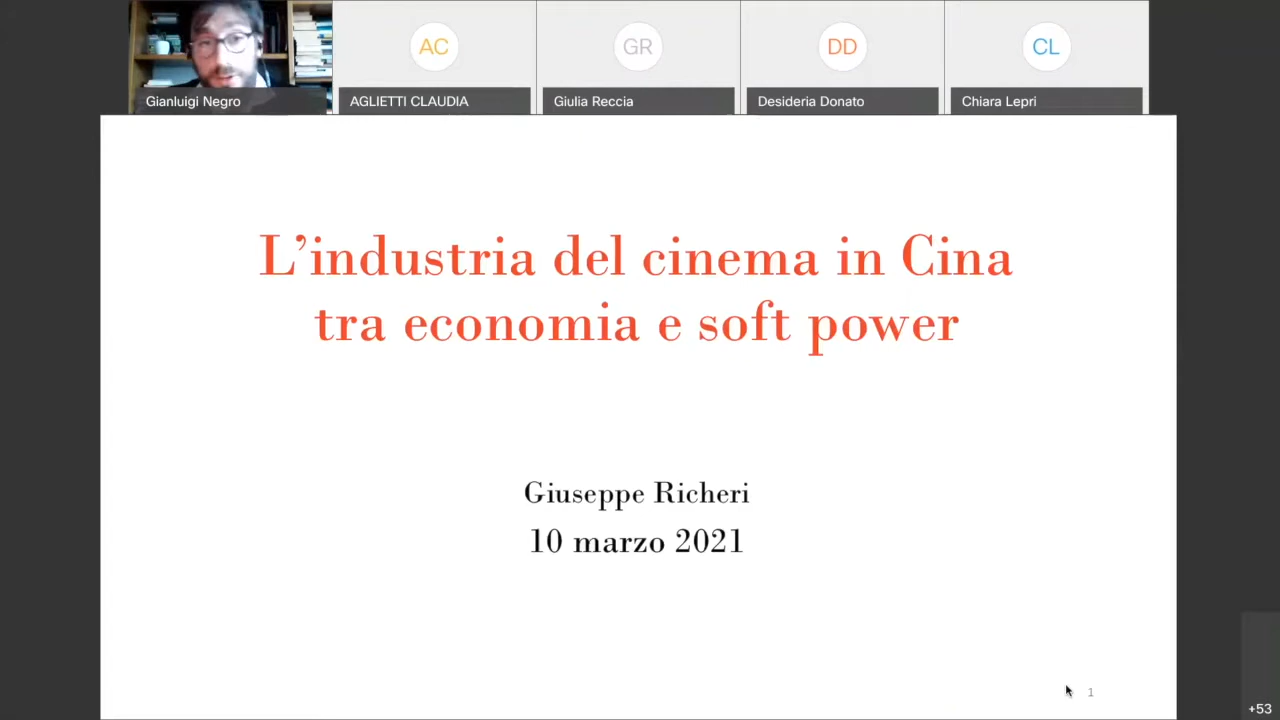 AC
GR
DD
CL
Gianluigi Negro
AGLIETTI CLAUDIA
Giulia Reccia
Desideria Donato
Chiara Lepri
L'industria del cinema in Cina
tra economia e soft power
Giuseppe Richeri
10 marzo 2021
1
+53